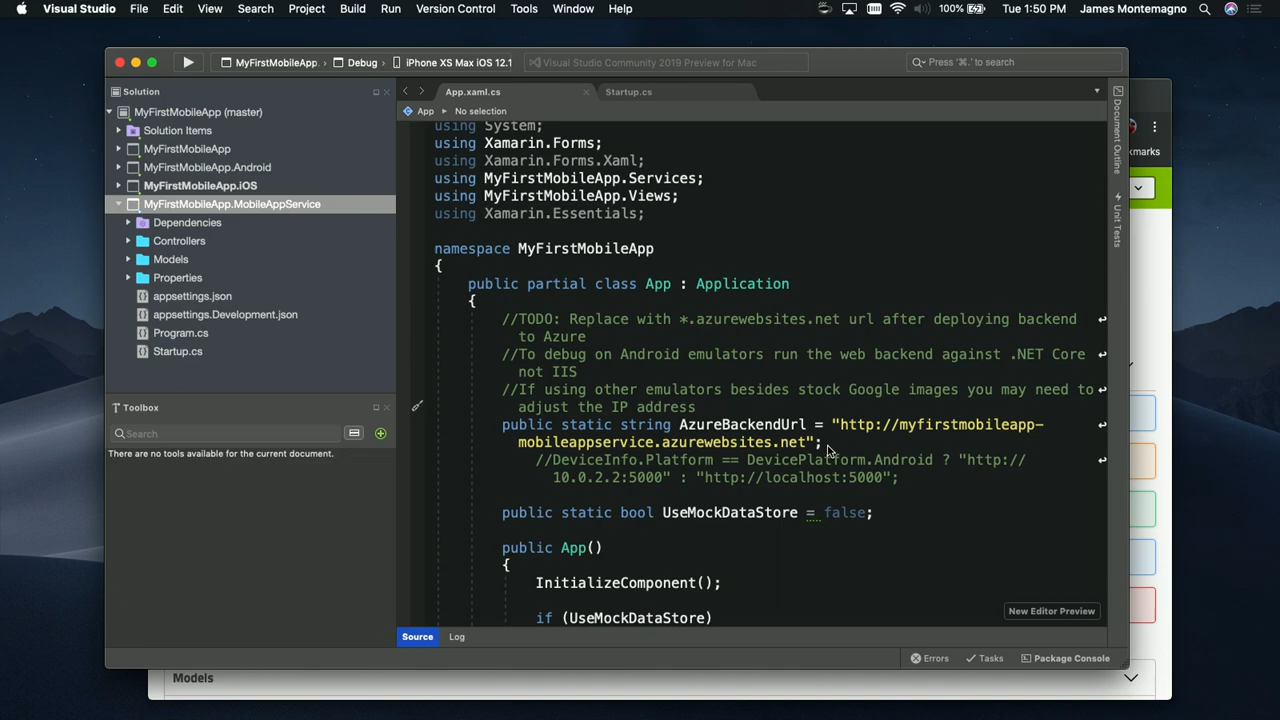 Visual Studio File Edit View Search Project Build Run Version Control Tools Window Help 100% Tue 1:50 PM James Montemagno
MyFirstMobileApp. Debug iPhone XS Max iOS 12.1 Visual Studio Community 2019 Preview for Mac Press '⌘.' to search
Solution
MyFirstMobileApp (master)
Solution Items
MyFirstMobileApp
MyFirstMobileApp.Android
MyFirstMobileApp.iOS
MyFirstMobileApp.MobileAppService
Dependencies
Controllers
Models
Properties
appsettings.json
appsettings.Development.json
Program.cs
Startup.cs
Toolbox
Search
There are no tools available for the current document.
App.xaml.cs Startup.cs
App No selection
using System;
using Xamarin.Forms;
using Xamarin.Forms.Xaml;
using MyFirstMobileApp.Services;
using MyFirstMobileApp.Views;
using Xamarin.Essentials;
namespace MyFirstMobileApp
{
public partial class App : Application
{
//TODO: Replace with *.azurewebsites.net url after deploying backend
to Azure
//To debug on Android emulators run the web backend against .NET Core
not IIS
//If using other emulators besides stock Google images you may need to
adjust the IP address
public static string AzureBackendUrl = "http://myfirstmobileapp-
mobileappservice.azurewebsites.net";
//DeviceInfo.Platform == DevicePlatform.Android ? "http://
10.0.2.2:5000" : "http://localhost:5000";
public static bool UseMockDataStore = false;
public App()
{
InitializeComponent();
if (UseMockDataStore)
New Editor Preview
Source Log
Errors Tasks Package Console
Document Outline
Unit Tests
kmarks
Models